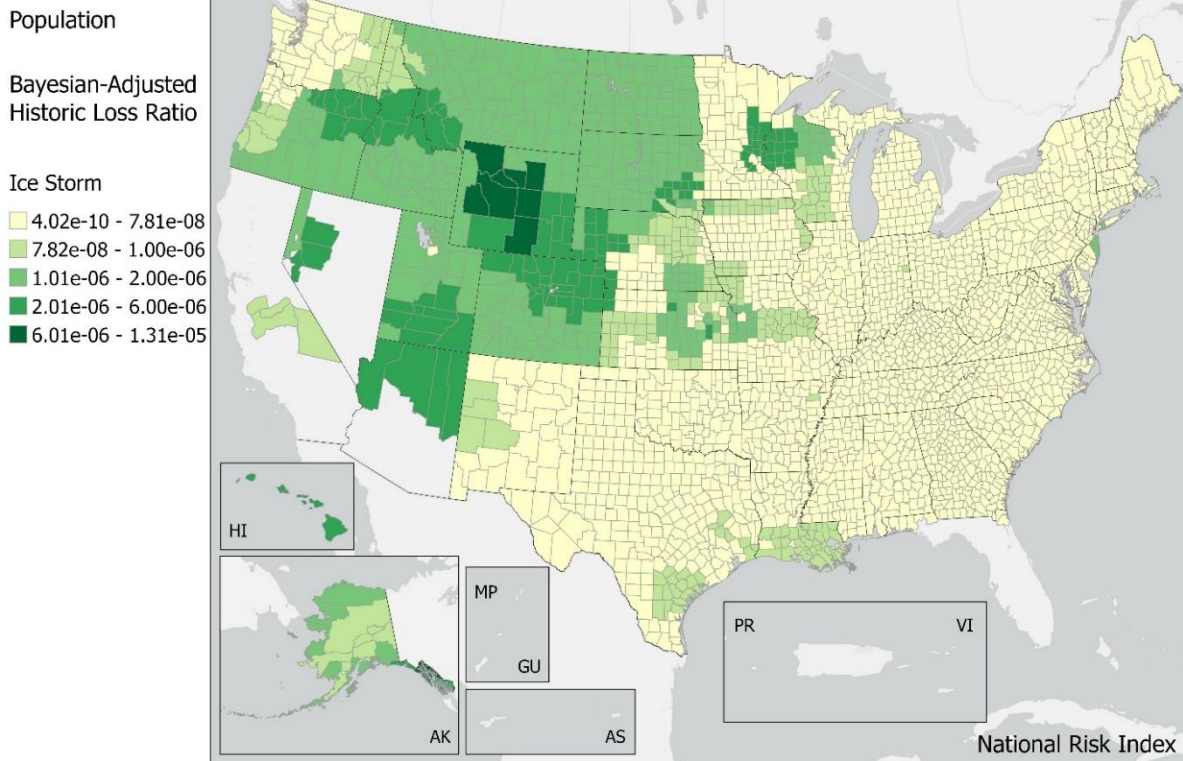 Population
Bayesian-Adjusted
Historic Loss Ratio
Ice Storm
4.02e-10 - 7.81e-08
7.82e-08 - 1.00e-06
1.01e-06 - 2.00e-06
2.01e-06 - 6.00e-06
6.01e-06 - 1.31e-05
HI
AK
MP
GU
AS
PR
VI
National Risk Index